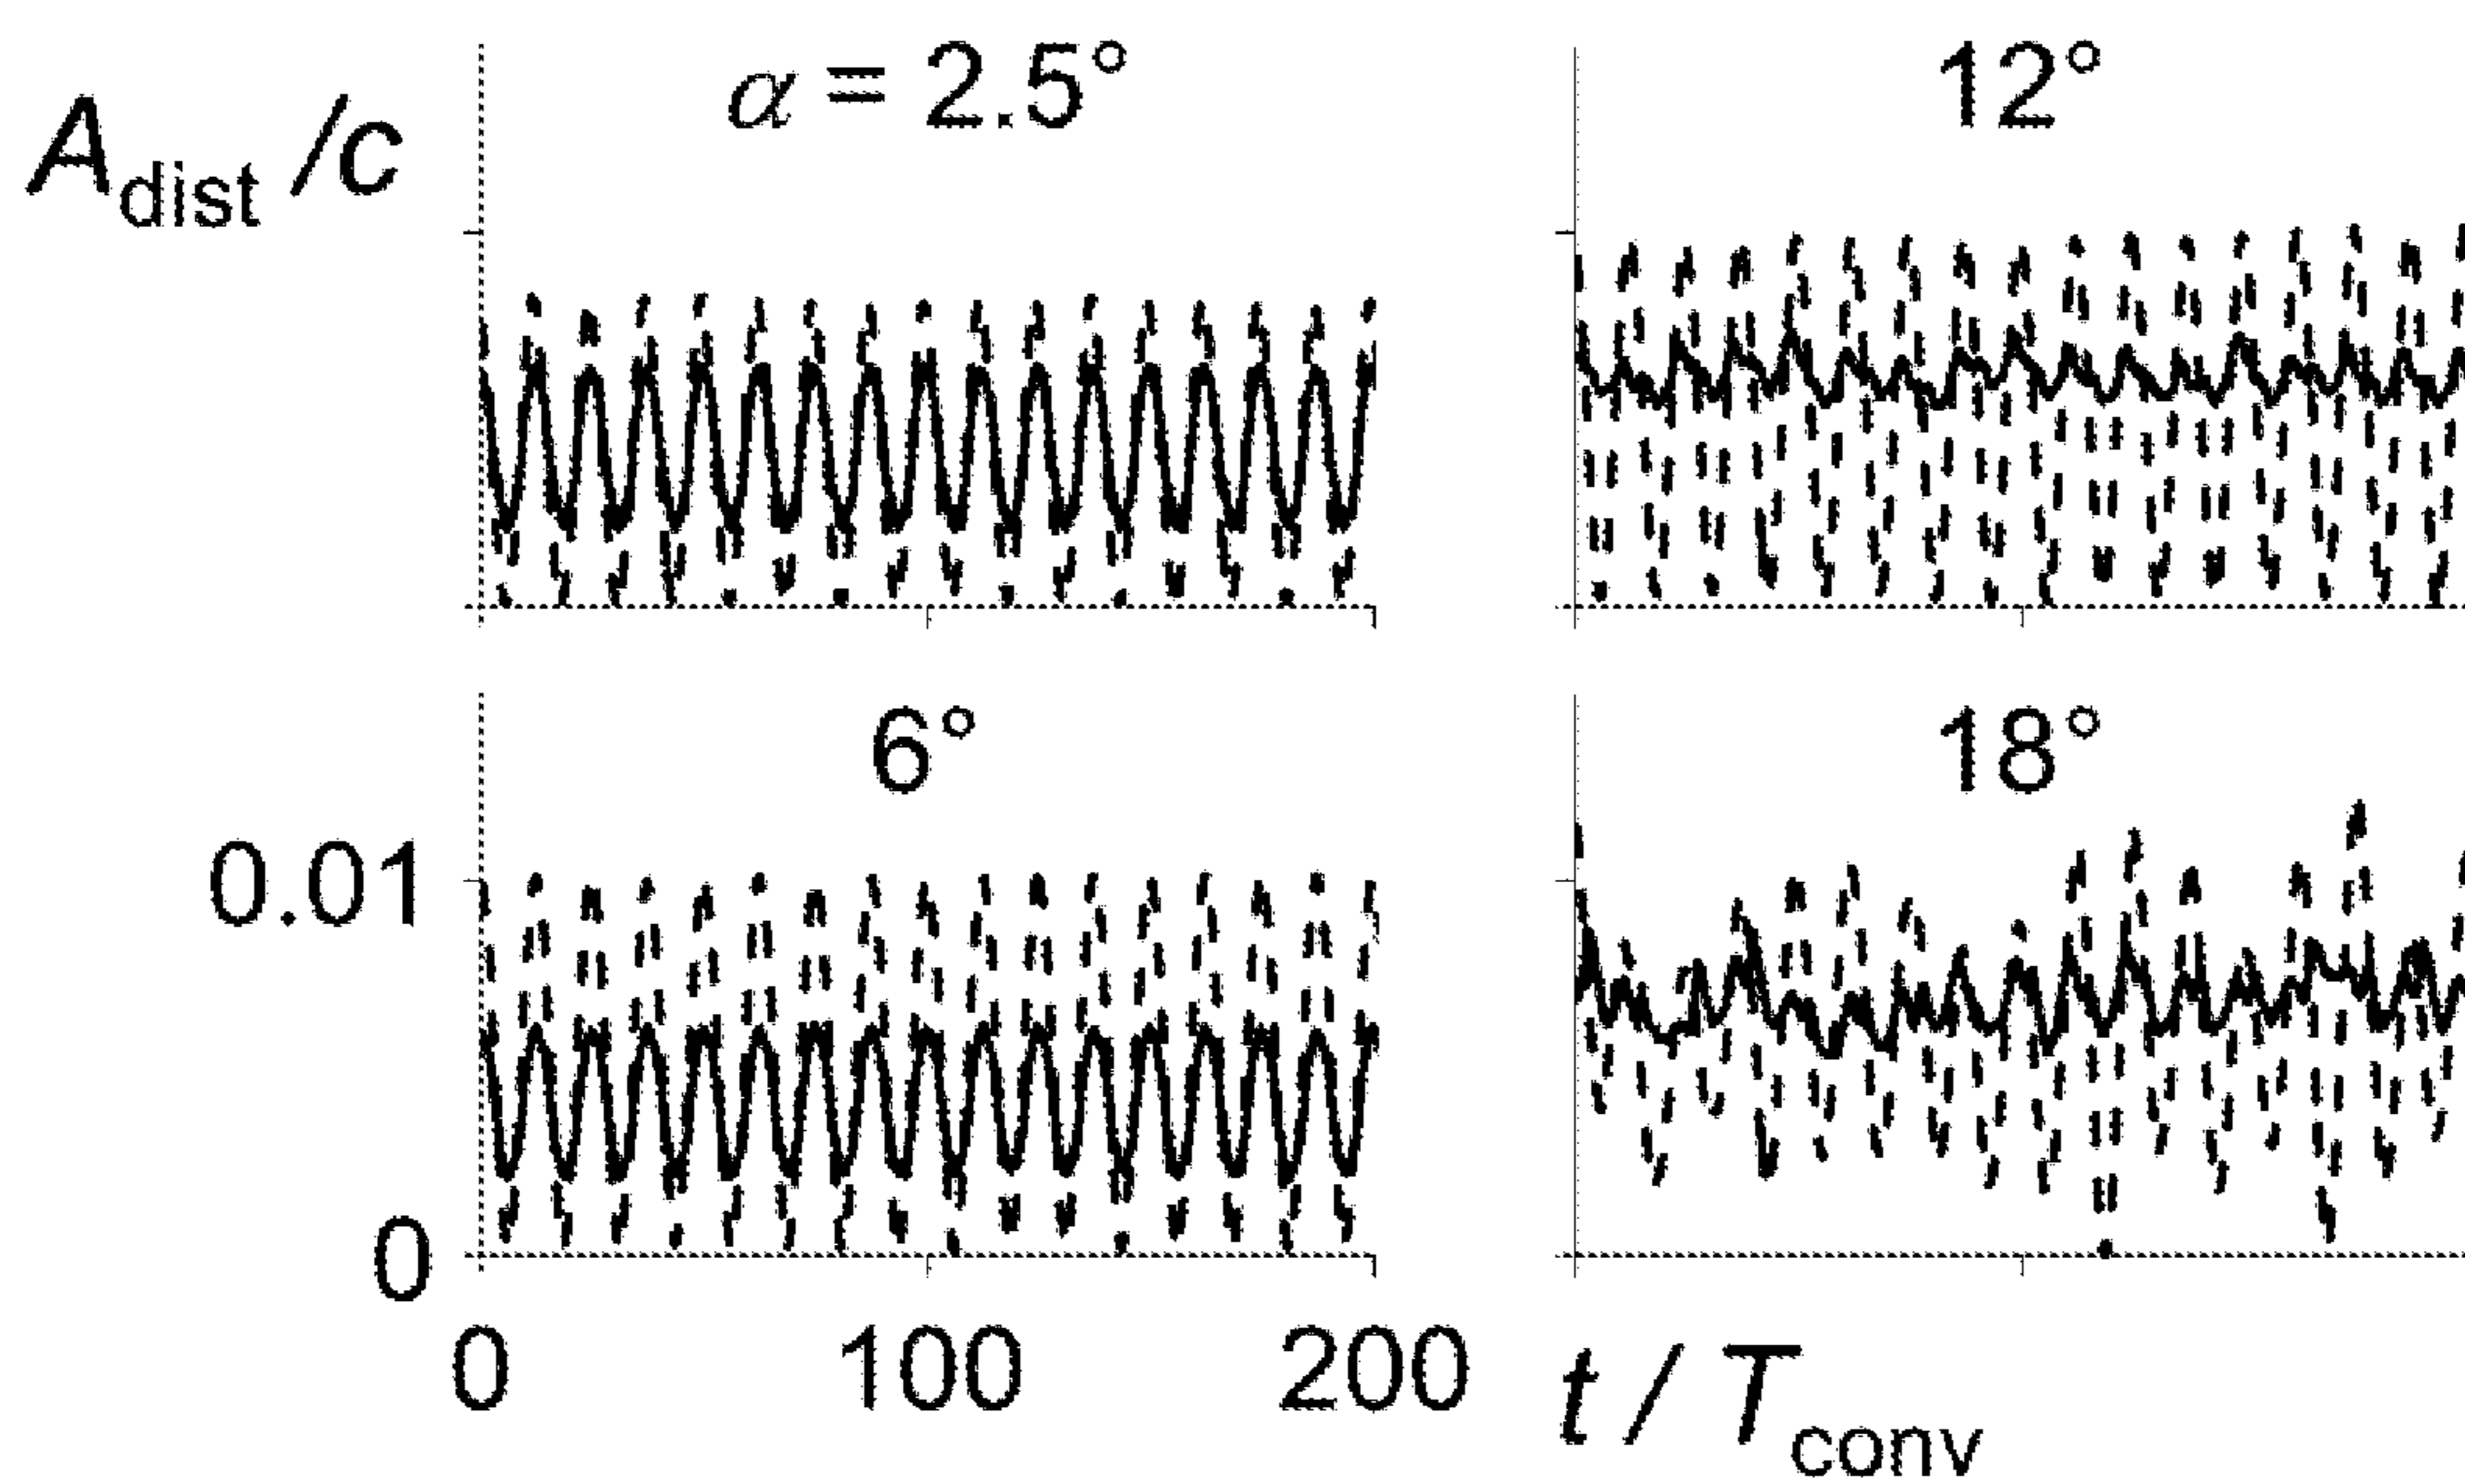 A_dist /c
α = 2.5°
12°
6°
18°
0.01
0
0 100 200
t / T_conv